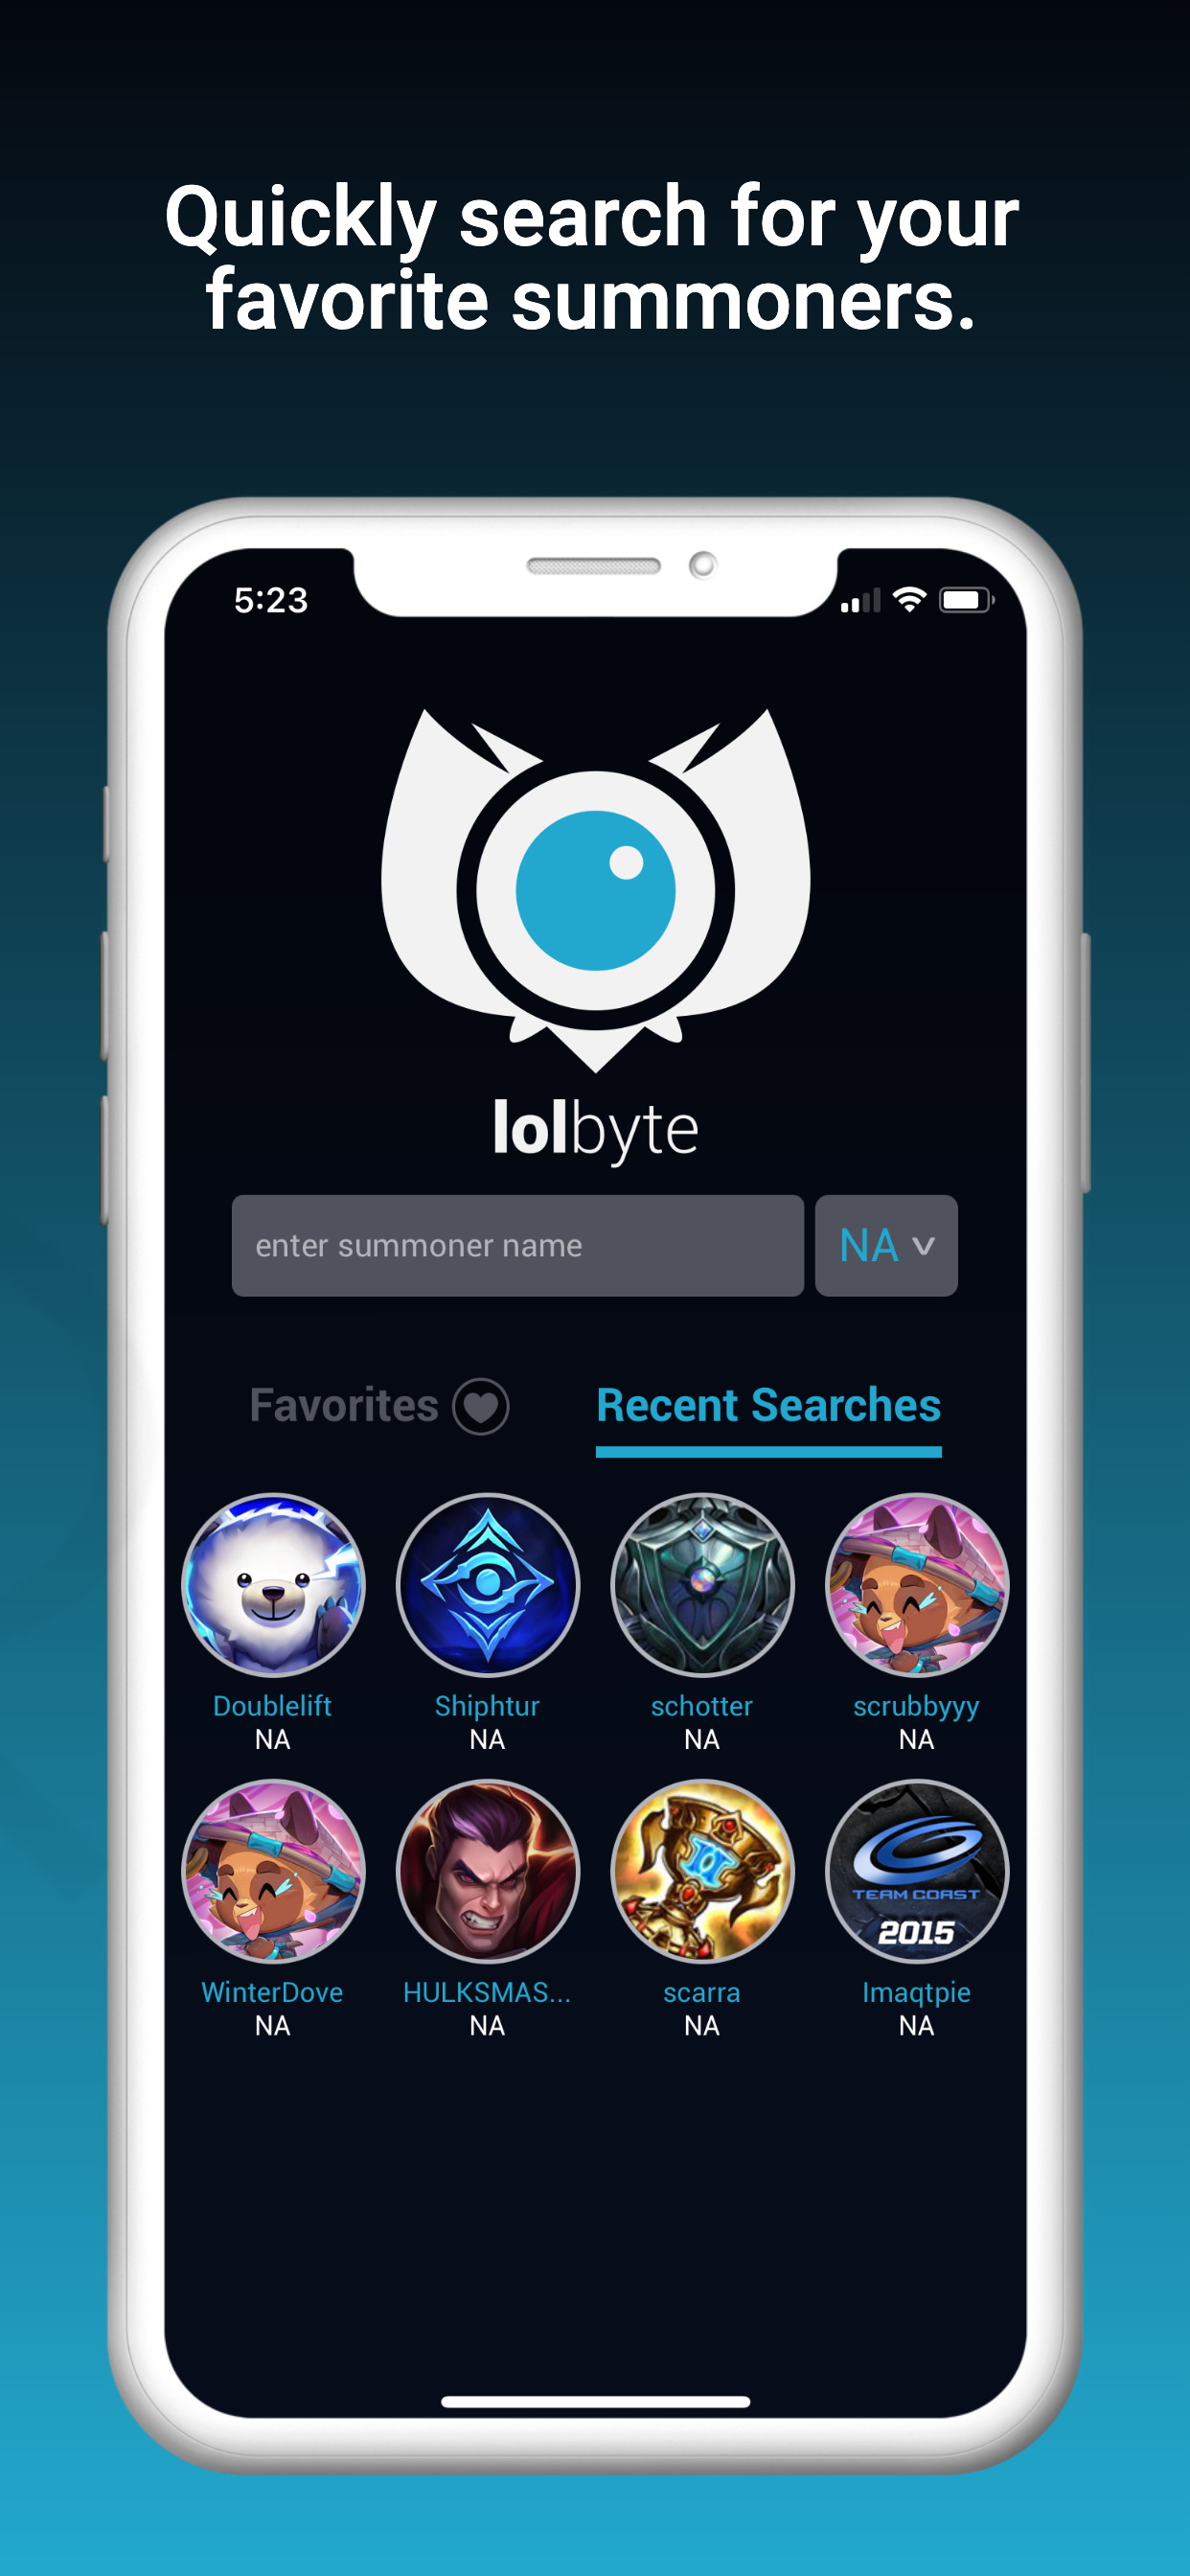 Quickly search for your
favorite summoners.
5:23
lolbyte
enter summoner name
NA
Favorites
Recent Searches
Doublelift
NA
Shiphtur
NA
schotter
NA
scrubbyyy
NA
TEAM COAST
2015
WinterDove
NA
HULKSMAS...
NA
scarra
NA
Imaqtpie
NA